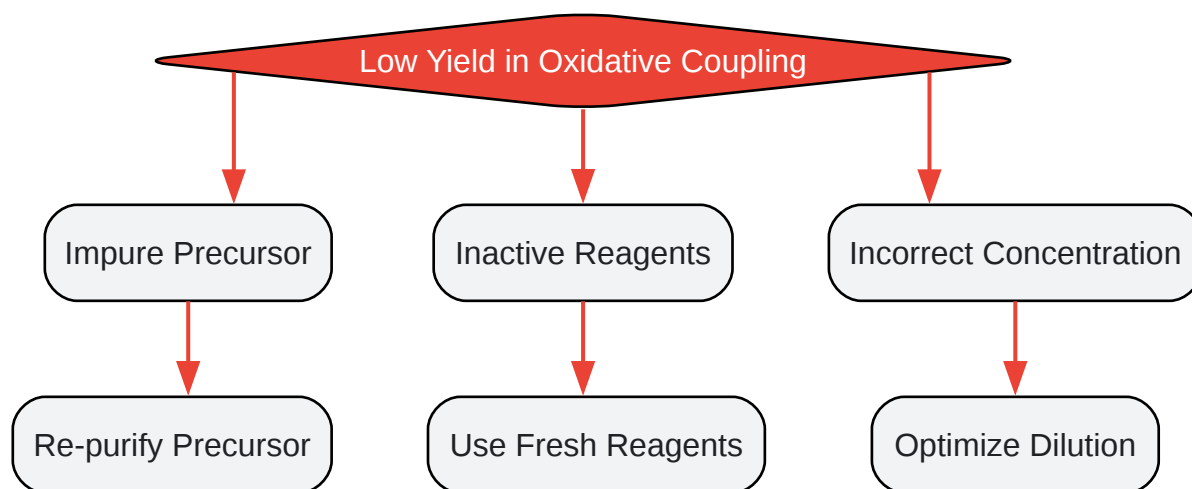 Low Yield in Oxidative Coupling
Impure Precursor
Inactive Reagents
Incorrect Concentration
Re-purify Precursor
Use Fresh Reagents
Optimize Dilution